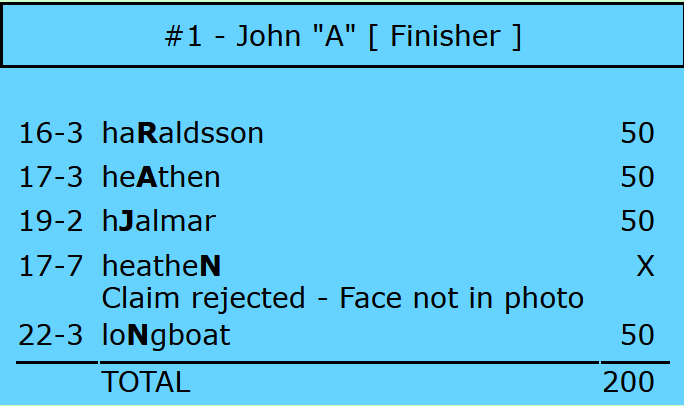 #1 - John "A" [ Finisher ]
16-3 haRaldsson 50
17-3 heAthen 50
19-2 hJalmar 50
17-7 heatheN X
Claim rejected - Face not in photo
22-3 loNgboat 50
TOTAL 200